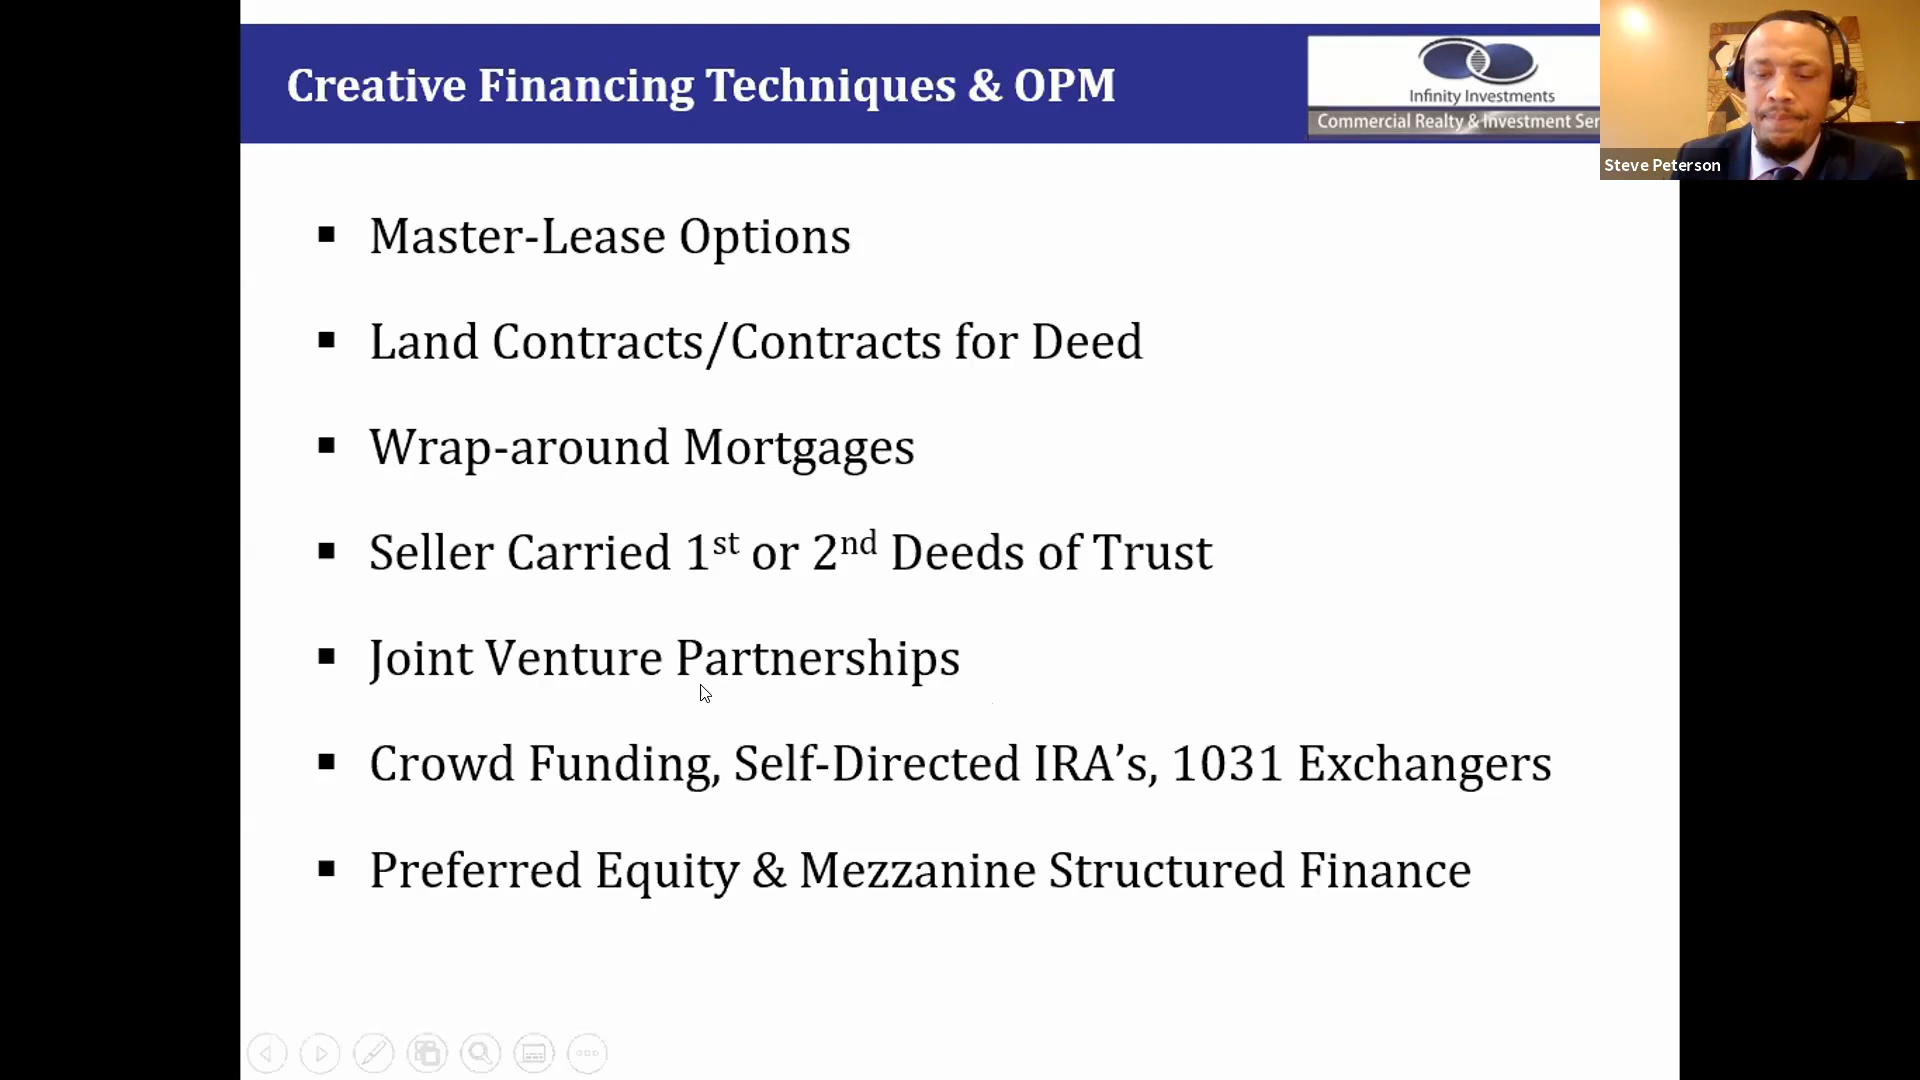 Creative Financing Techniques & OPM
Infinity Investments
Commercial Realty & Investment Ser
Steve Peterson
▪ Master-Lease Options
▪ Land Contracts/Contracts for Deed
▪ Wrap-around Mortgages
▪ Seller Carried 1st or 2nd Deeds of Trust
▪ Joint Venture Partnerships
▪ Crowd Funding, Self-Directed IRA’s, 1031 Exchangers
▪ Preferred Equity & Mezzanine Structured Finance